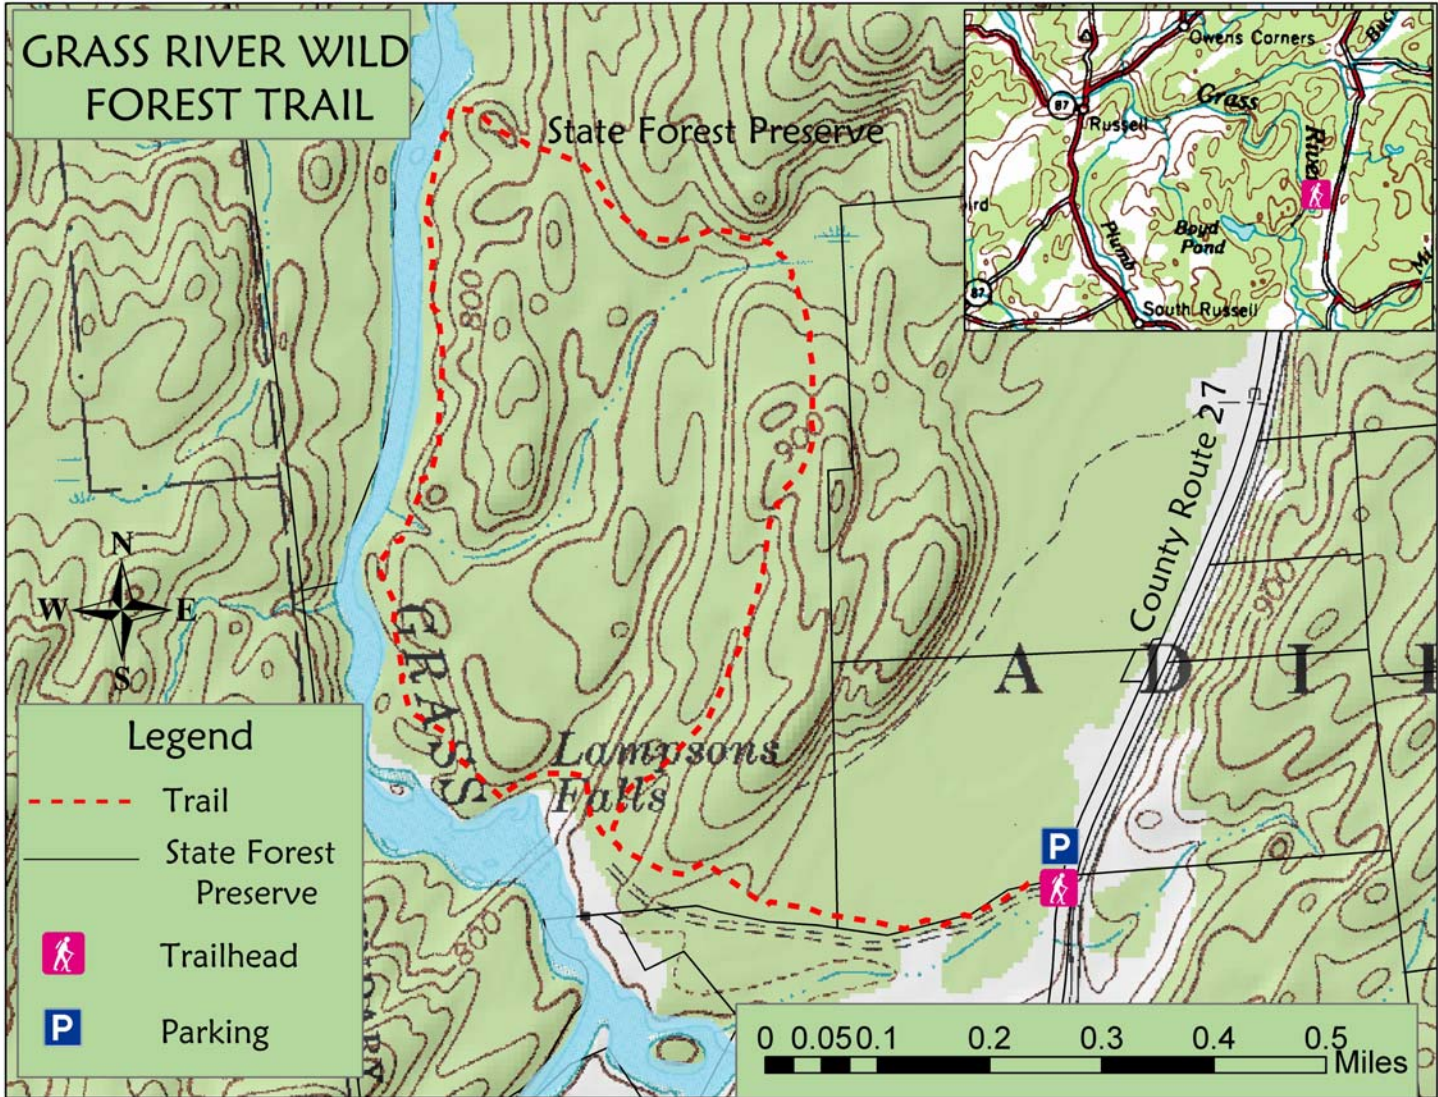 GRASS RIVER WILD
FOREST TRAIL
State Forest Preserve
Owens Corners
Grass
87
Russell
River
Boyd
Pond
Plumb
87
South Russell
800
900
County Route 27
900
N
W
E
S
GRASS
A D I
Lampsons
Falls
Legend
Trail
State Forest
Preserve
Trailhead
P
Parking
800
P
0 0.05 0.1 0.2 0.3 0.4 0.5
Miles